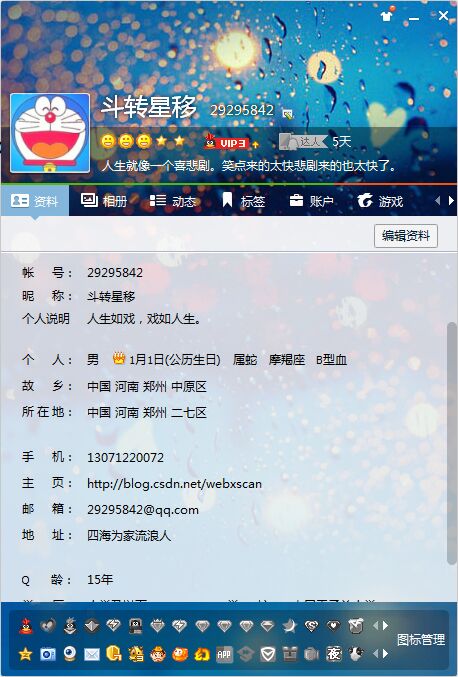 斗转星移 29295842
VIP3 达人 5天
人生就像一个喜悲剧。笑点来的太快悲剧来的也太快了。
资料 相册 动态 标签 账户 游戏
编辑资料
帐 号： 29295842
昵 称： 斗转星移
个人说明 人生如戏，戏如人生。
个 人： 男 1月1日(公历生日) 属蛇 摩羯座 B型血
故 乡： 中国 河南 郑州 中原区
所在地： 中国 河南 郑州 二七区
手 机： 13071220072
主 页： http://blog.csdn.net/webxscan
邮 箱： 29295842@qq.com
地 址： 四海为家流浪人
Q 龄： 15年
图标管理
APP